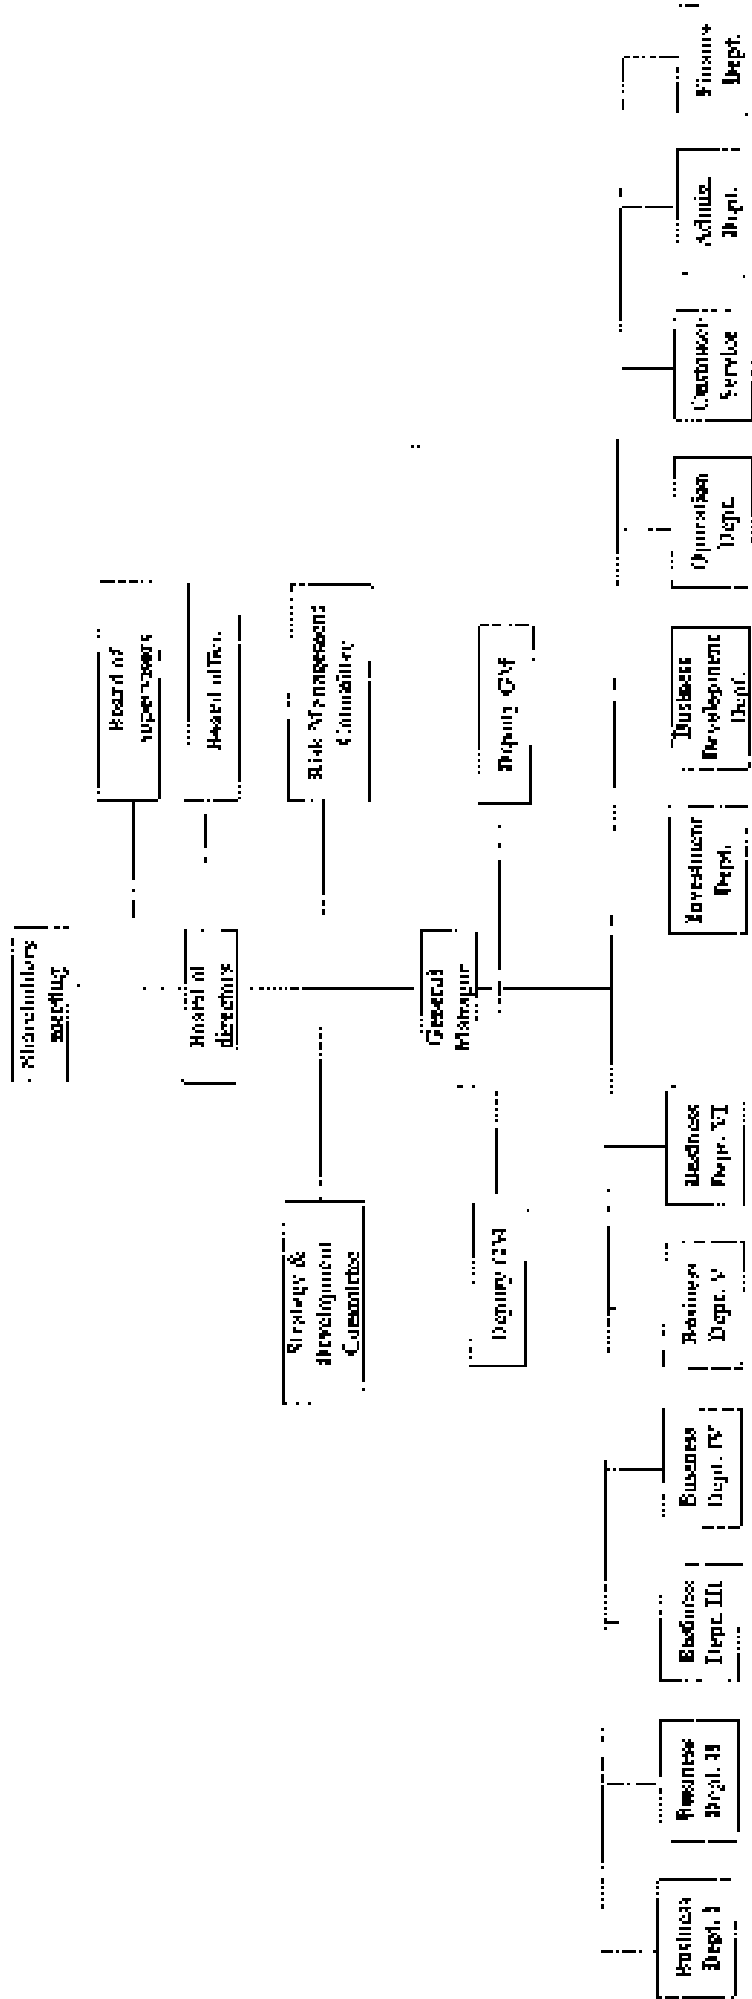 Shareholders
meeting
Board of
supervisors
Board of
directors
Board office
Strategy &
Development
Committee
Risk Management
Committee
General
Manager
Deputy GM
Deputy GM
Business
Dept. I
Business
Dept. II
Business
Dept. III
Business
Dept. IV
Business
Dept. V
Business
Dept. VI
Investment
Dept.
Business
Development
Dept.
Operation
Dept.
Customer
Service
Admin.
Dept.
Finance
Dept.